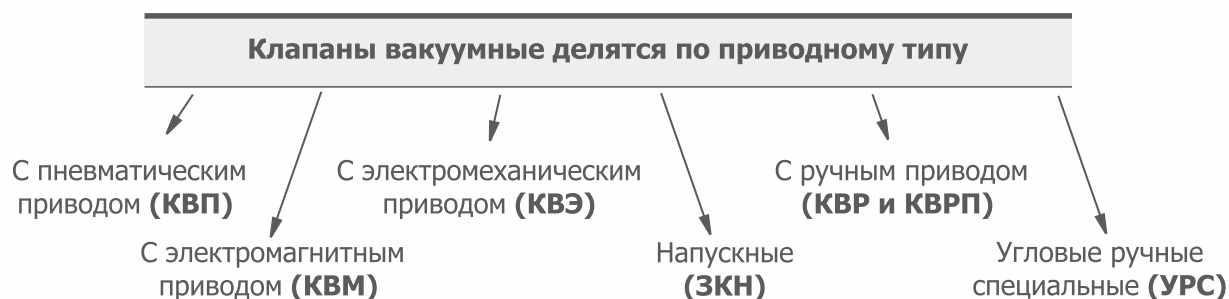 Клапаны вакуумные делятся по приводному типу
С пневматическим
приводом (КВП)
С электромагнитным
приводом (КВМ)
С электромеханическим
приводом (КВЭ)
Напускные
(ЗКН)
С ручным приводом
(КВР и КВРП)
Угловые ручные
специальные (УРС)